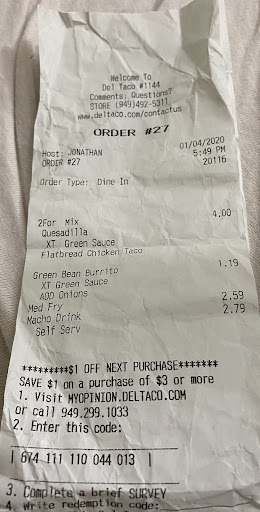 Welcome To
Del Taco #1144
Comments, Questions?
STORE (949)492-5311
www.deltaco.com/contactus
ORDER #27
Host: JONATHAN 01/04/2020
ORDER #27 5:49 PM
20116
Order Type: Dine In
2For Mix 4.00
Quesadilla
XT Green Sauce
Flatbread Chicken Taco
Green Bean Burrito 1.19
XT Green Sauce
ADD Onions
Med Fry 2.59
Macho Drink 2.79
Self Serv
*********$1 OFF NEXT PURCHASE*******
SAVE $1 on a purchase of $3 or more
1. Visit MYOPINION.DELTACO.COM
or call 949.299.1033
2. Enter this code:
| 674 111 110 044 013 |
3. Complete a brief SURVEY
4. Write redemption code: